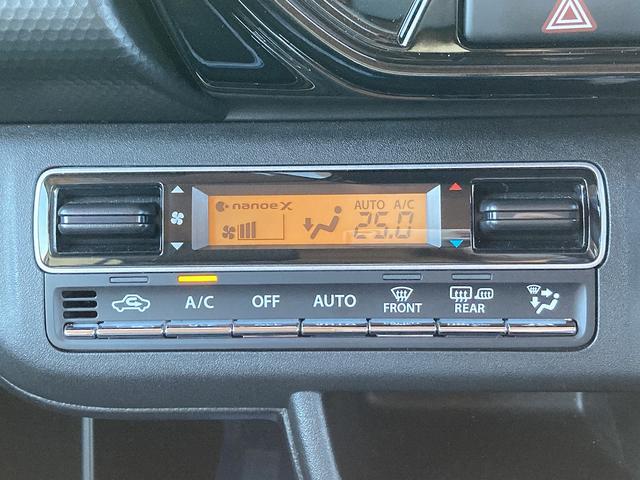 nanoeX
AUTO A/C
25.0
A/C OFF AUTO FRONT REAR